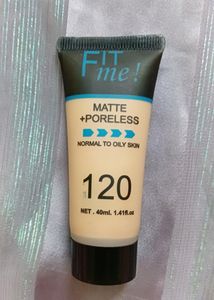 FIT
me!
MATTE
+PORELESS
NORMAL TO OILY SKIN
120
NET . 40ml. 1.41fl.oz